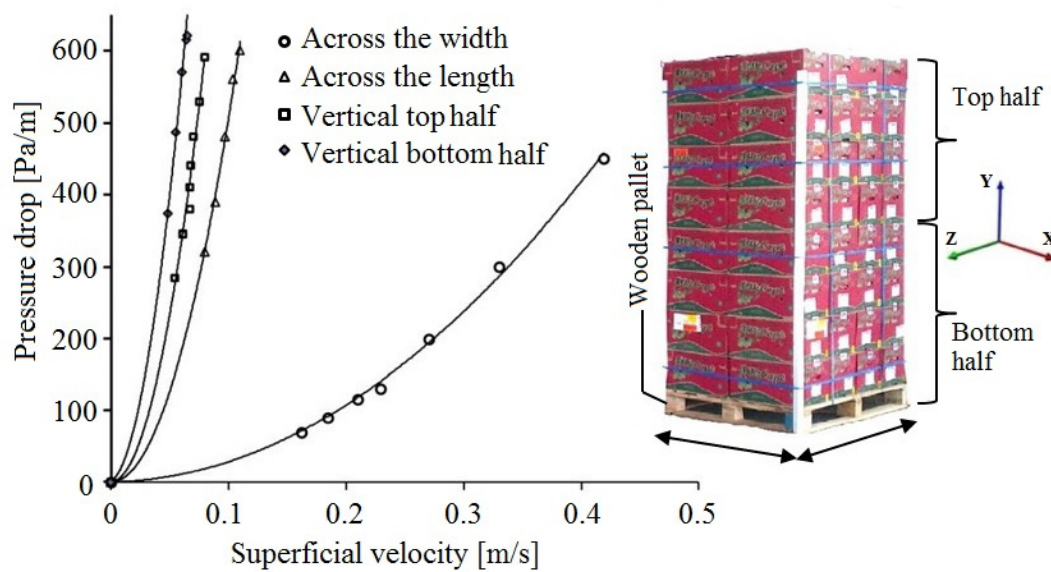 600
500
400
300
200
100
0
0
0.1
0.2
0.3
0.4
0.5
Pressure drop [Pa/m]
Superficial velocity [m/s]
Across the width
Across the length
Vertical top half
Vertical bottom half
Wooden pallet
Top half
Bottom
half
Y
Z
X